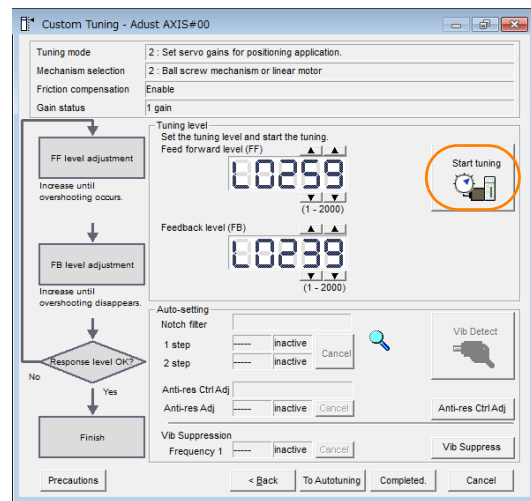 Custom Tuning - Adust AXIS#00
Tuning mode 2 : Set servo gains for positioning application.
Mechanism selection 2 : Ball screw mechanism or linear motor
Friction compensation Enable
Gain status 1 gain
FF level adjustment
Increase until
overshooting occurs.
FB level adjustment
Increase until
overshooting disappears.
Response level OK?
No
Yes
Finish
Tuning level
Set the tuning level and start the tuning.
Feed forward level (FF)
L0259
(1 - 2000)
Feedback level (FB)
L0239
(1 - 2000)
Start tuning
Auto-setting
Notch filter
1 step ----- inactive
2 step ----- inactive
Cancel
Vib Detect
Anti-res Ctrl Adj
Anti-res Adj ----- inactive Cancel
Anti-res Ctrl Adj
Vib Suppression
Frequency 1 ----- inactive Cancel
Vib Suppress
Precautions
< Back
To Autotuning
Completed.
Cancel